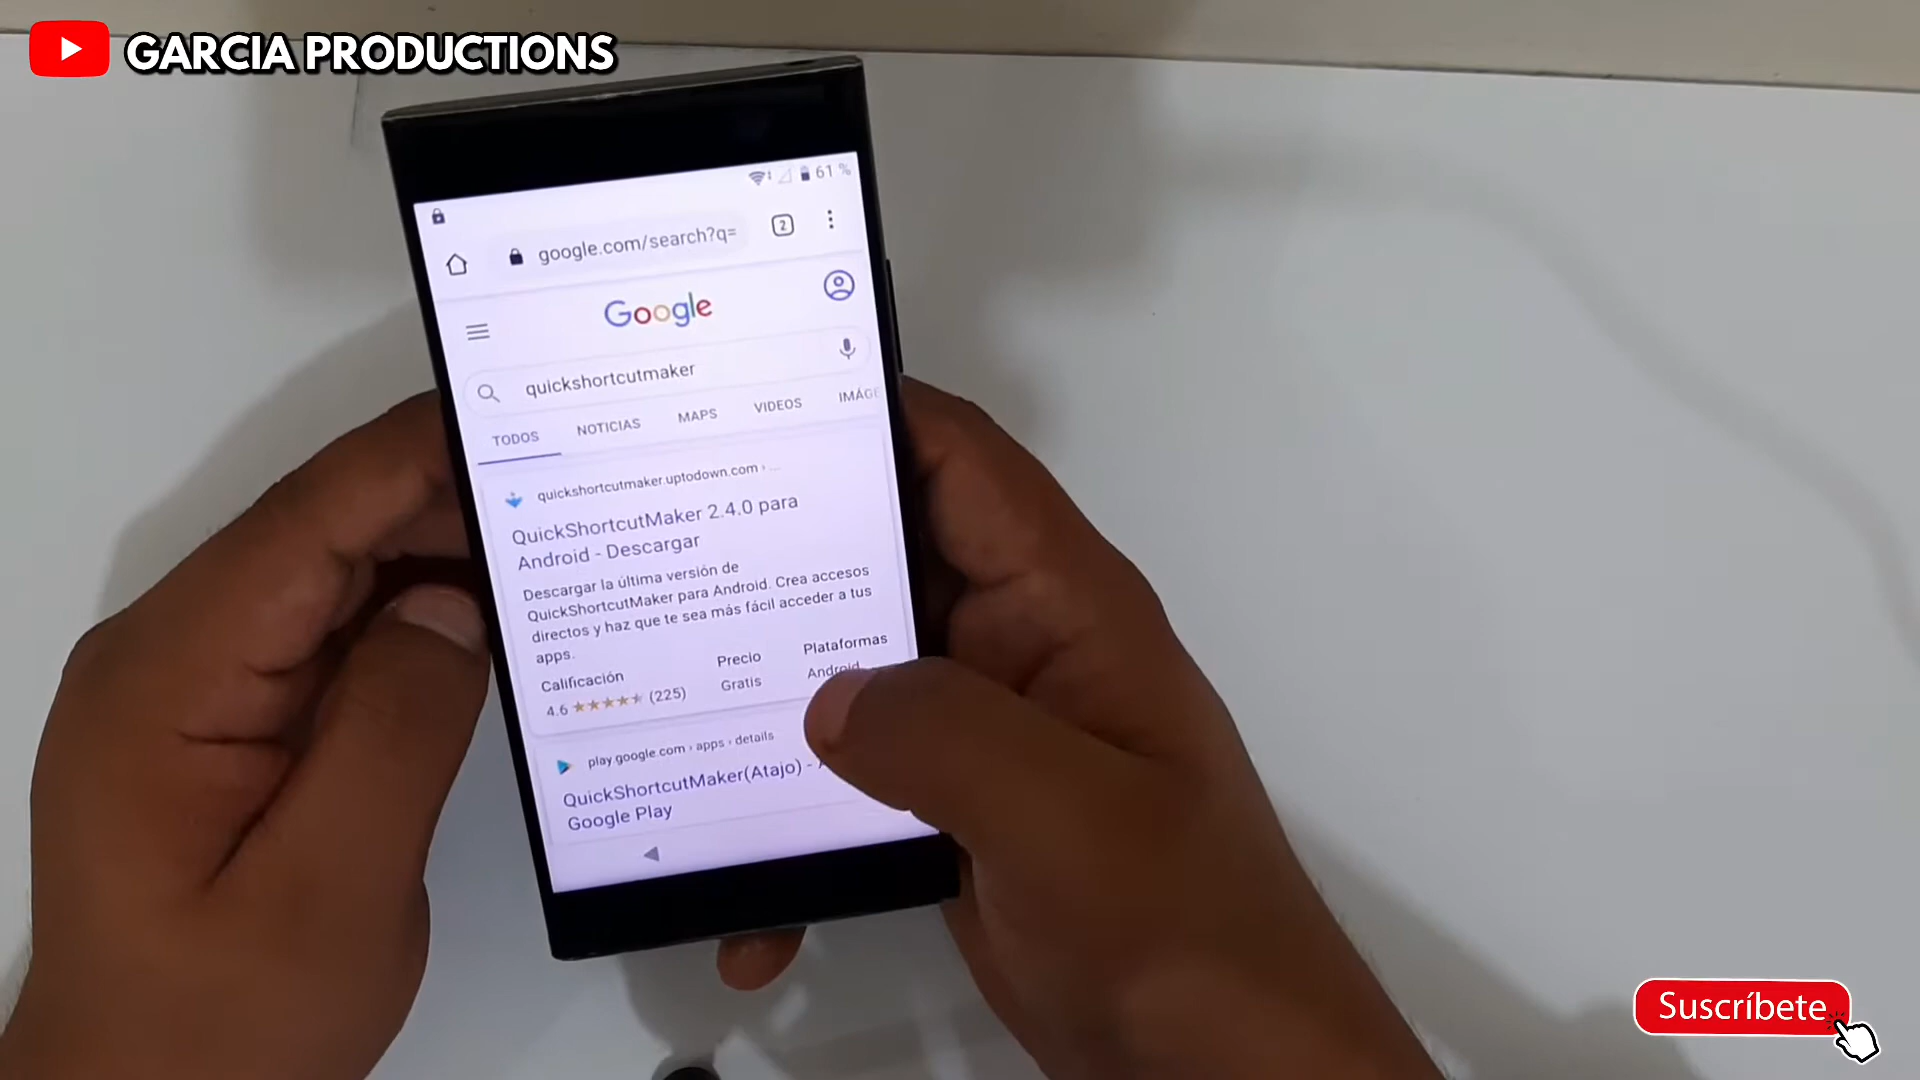 GARCIA PRODUCTIONS
61 %
google.com/search?q=
2
Google
quickshortcutmaker
TODOS NOTICIAS MAPS VIDEOS
quickshortcutmaker.uptodown.com › ...
QuickShortcutMaker 2.4.0 para
Android - Descargar
Descargar la última versión de
QuickShortcutMaker para Android. Crea accesos
directos y haz que te sea más fácil acceder a tus
apps.
Calificación Precio Plataformas
4.6 ★★★★★ (225) Gratis Android
play.google.com › apps › details
QuickShortcutMaker(Atajo) -
Google Play
Suscríbete